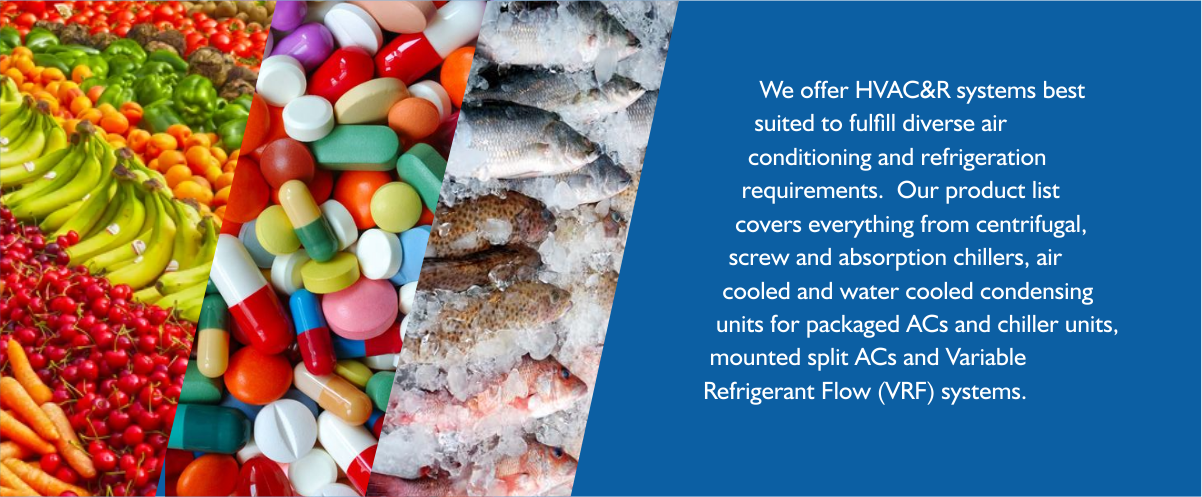 We offer HVAC&R systems best
suited to fulfill diverse air
conditioning and refrigeration
requirements.  Our product list
covers everything from centrifugal,
screw and absorption chillers, air
cooled and water cooled condensing
units for packaged ACs and chiller units,
mounted split ACs and Variable
Refrigerant Flow (VRF) systems.